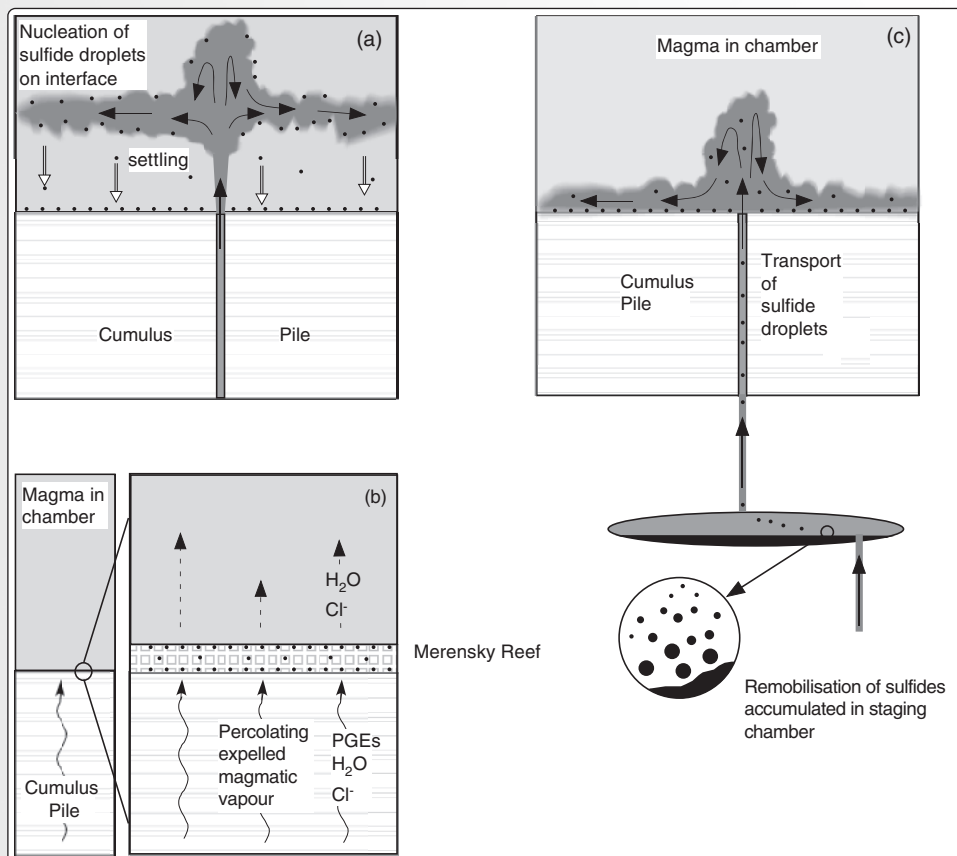 Nucleation of
sulfide droplets
on interface
(a)
settling
Cumulus Pile
(c)
Magma in chamber
Cumulus
Pile
Transport
of
sulfide
droplets
Remobilisation of sulfides
accumulated in staging
chamber
Magma in
chamber
Cumulus
Pile
(b)
H₂O
Cl⁻
Merensky Reef
Percolating
expelled
magmatic
vapour
PGEs
H₂O
Cl⁻